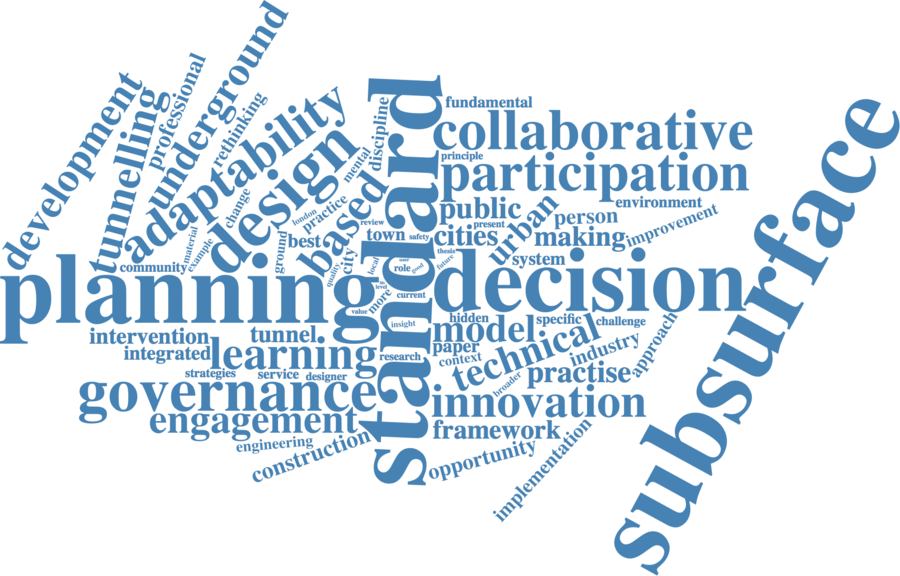 development
tunnelling
professional
underground
rethinking
adaptability
design
change
material
example
community
london
practice
mental
discipline
ground
best
based
city
quality
review
town
safety
local
user
role
good
level
more
current
value
insight
standard
fundamental
collaborative
principle
participation
environment
public
present
cities
urban
person
making
improvement
thesis
future
system
planning
decision
subsurface
intervention
tunnel
integrated
learning
strategies
service
designer
research
governance
engagement
engineering
construction
hidden
model
specific
challenge
paper
context
technical
industry
approach
broader
practise
innovation
framework
opportunity
implementation